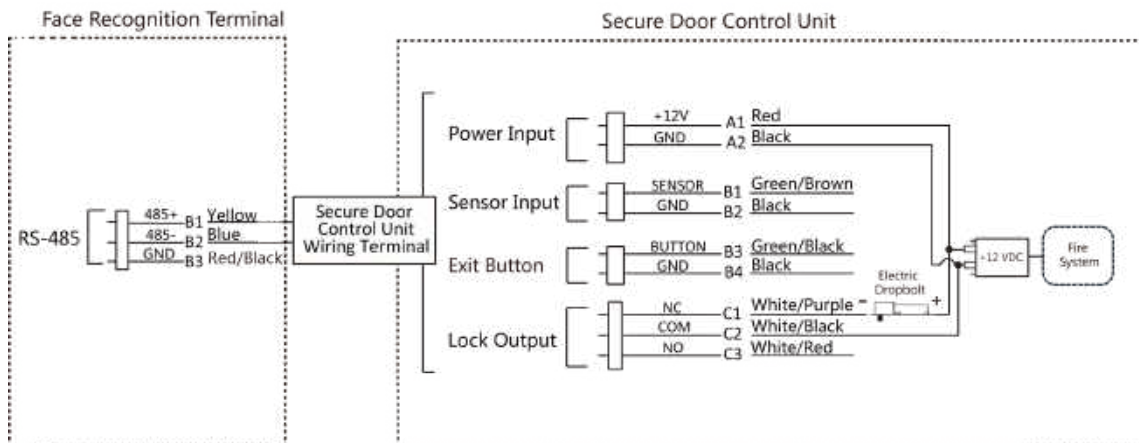 Face Recognition Terminal
Secure Door Control Unit
RS-485
485+ B1 Yellow
485- B2 Blue
GND B3 Red/Black
Secure Door
Control Unit
Wiring Terminal
Power Input
+12V A1 Red
GND A2 Black
Sensor Input
SENSOR B1 Green/Brown
GND B2 Black
Exit Button
BUTTON B3 Green/Black
GND B4 Black
Lock Output
NC C1 White/Purple
COM C2 White/Black
NO C3 White/Red
- Electric
Dropbolt +
+12 VDC
Fire
System